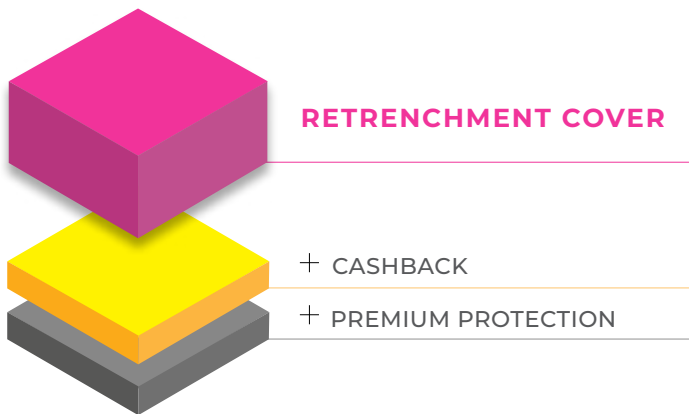 RETRENCHMENT COVER
+ CASHBACK
+ PREMIUM PROTECTION